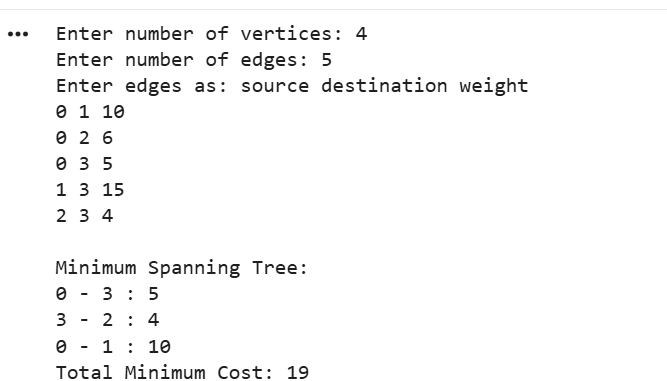 Enter number of vertices: 4
Enter number of edges: 5
Enter edges as: source destination weight
0 1 10
0 2 6
0 3 5
1 3 15
2 3 4

Minimum Spanning Tree:
0 - 3 : 5
3 - 2 : 4
0 - 1 : 10
Total Minimum Cost: 19